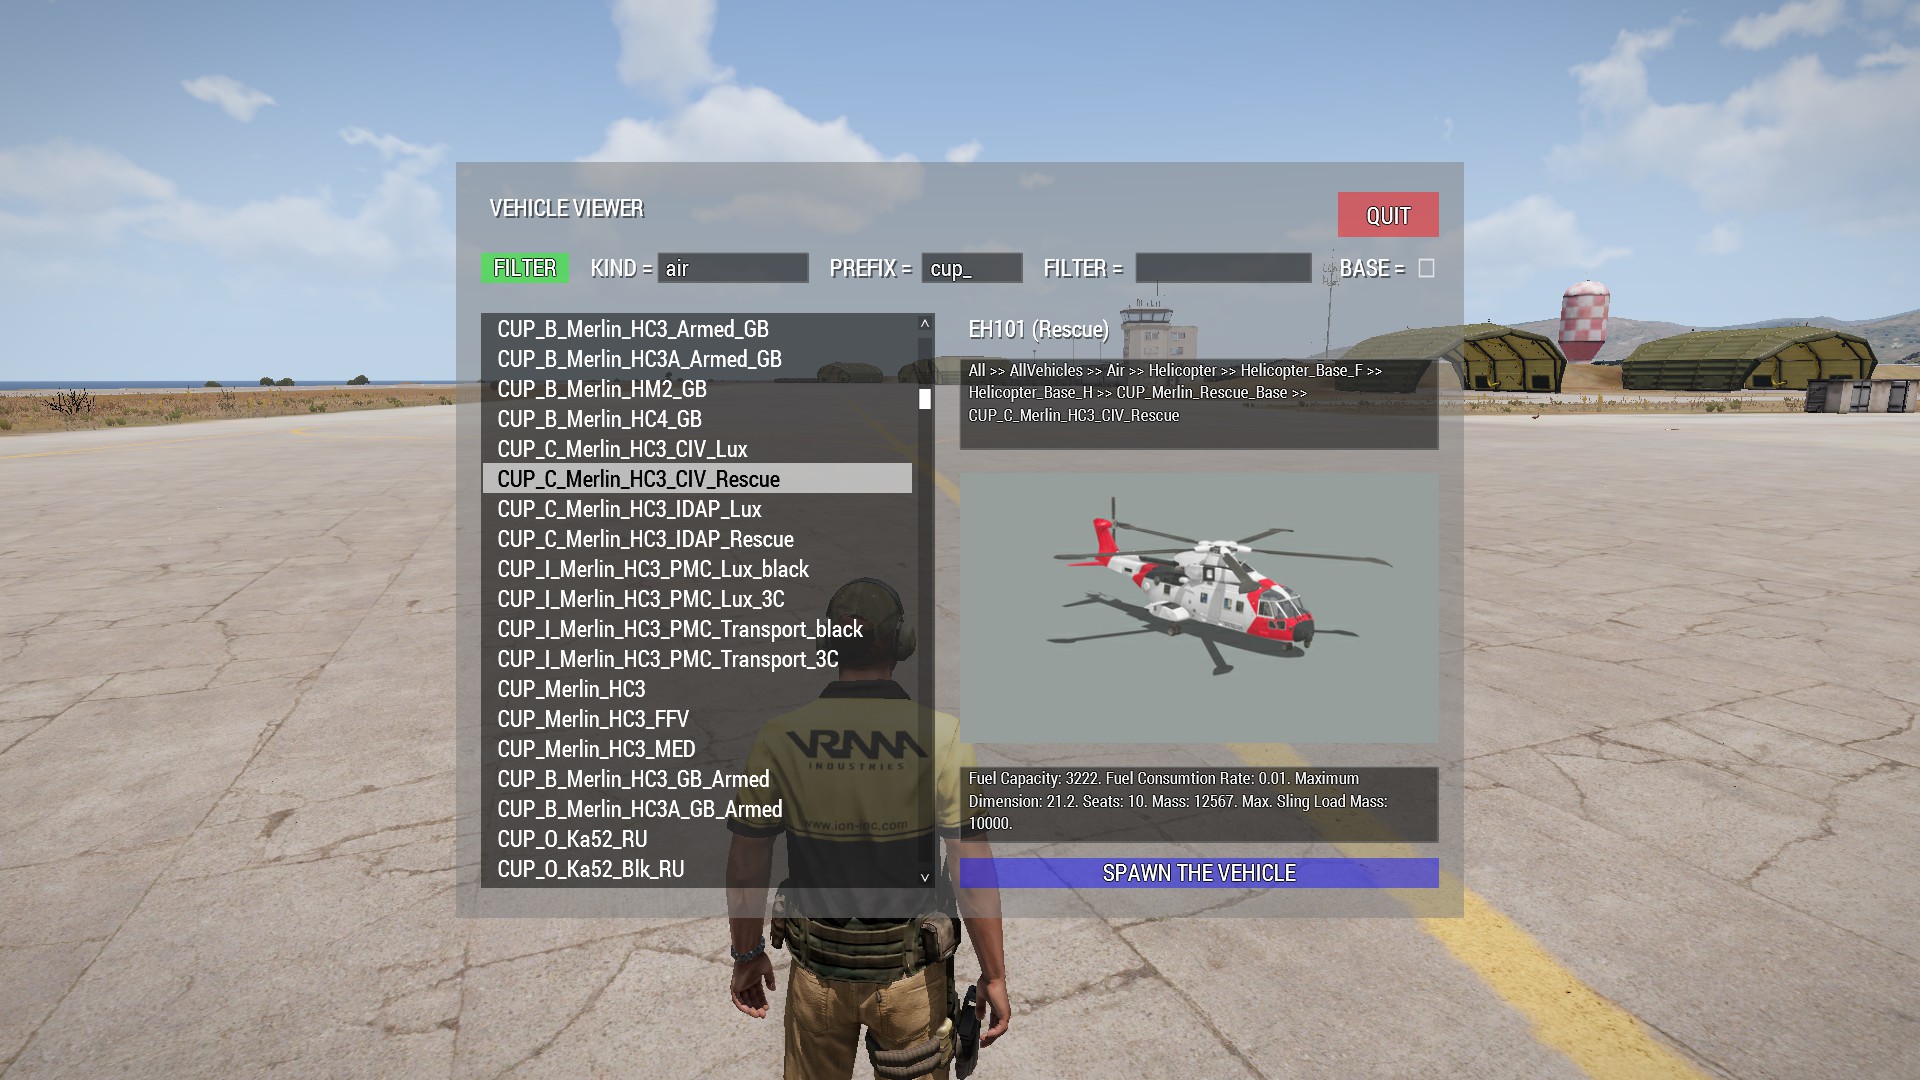 VEHICLE VIEWER
QUIT
FILTER KIND = air PREFIX = cup_ FILTER = BASE =
CUP_B_Merlin_HC3_Armed_GB
CUP_B_Merlin_HC3A_Armed_GB
CUP_B_Merlin_HM2_GB
CUP_B_Merlin_HC4_GB
CUP_C_Merlin_HC3_CIV_Lux
CUP_C_Merlin_HC3_CIV_Rescue
CUP_C_Merlin_HC3_IDAP_Lux
CUP_C_Merlin_HC3_IDAP_Rescue
CUP_I_Merlin_HC3_PMC_Lux_black
CUP_I_Merlin_HC3_PMC_Lux_3C
CUP_I_Merlin_HC3_PMC_Transport_black
CUP_I_Merlin_HC3_PMC_Transport_3C
CUP_Merlin_HC3
CUP_Merlin_HC3_FFV
CUP_Merlin_HC3_MED
CUP_B_Merlin_HC3_GB_Armed
CUP_B_Merlin_HC3A_GB_Armed
CUP_O_Ka52_RU
CUP_O_Ka52_Blk_RU
EH101 (Rescue)
All >> AllVehicles >> Air >> Helicopter >> Helicopter_Base_F >>
Helicopter_Base_H >> CUP_Merlin_Rescue_Base >>
CUP_C_Merlin_HC3_CIV_Rescue
Fuel Capacity: 3222. Fuel Consumtion Rate: 0.01. Maximum
Dimension: 21.2. Seats: 10. Mass: 12567. Max. Sling Load Mass:
10000.
SPAWN THE VEHICLE
VRANA
INDUSTRIES
www.ion-inc.com